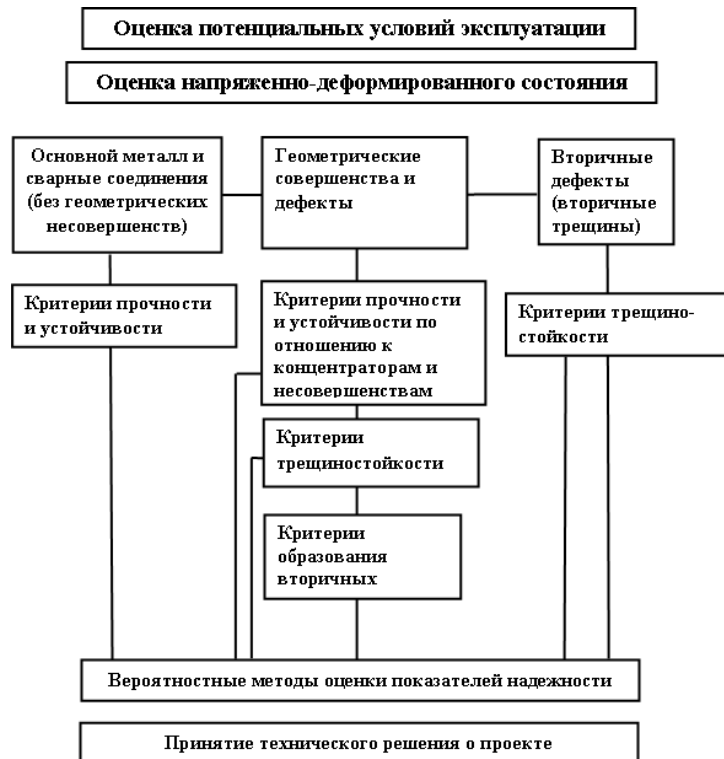 Оценка потенциальных условий эксплуатации
Оценка напряженно-деформированного состояния
Основной металл и
сварные соединения
(без геометрических
несовершенств)
Геометрические
совершенства и
дефекты
Вторичные
дефекты
(вторичные
трещины)
Критерии прочности
и устойчивости
Критерии прочности
и устойчивости по
отношению к
концентраторам и
несовершенствам
Критерии трещино-
стойкости
Критерии
трещиностойкости
Критерии
образования
вторичных
Вероятностные методы оценки показателей надежности
Принятие технического решения о проекте